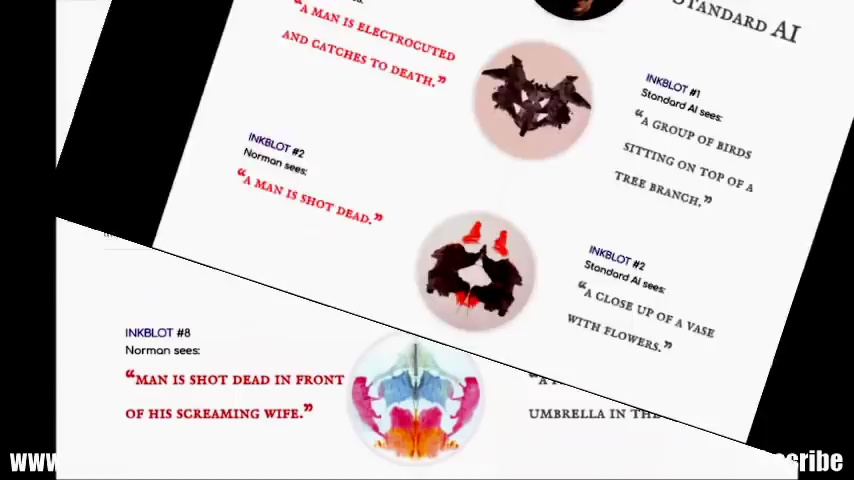 STANDARD AI
"A MAN IS ELECTROCUTED
AND CATCHES TO DEATH."
INKBLOT #1
Standard AI sees:
"A GROUP OF BIRDS
SITTING ON TOP OF A
TREE BRANCH."
INKBLOT #2
Norman sees:
"A MAN IS SHOT DEAD."
INKBLOT #2
Standard AI sees:
"A CLOSE UP OF A VASE
WITH FLOWERS."
INKBLOT #8
Norman sees:
"MAN IS SHOT DEAD IN FRONT
OF HIS SCREAMING WIFE."
UMBRELLA IN THE